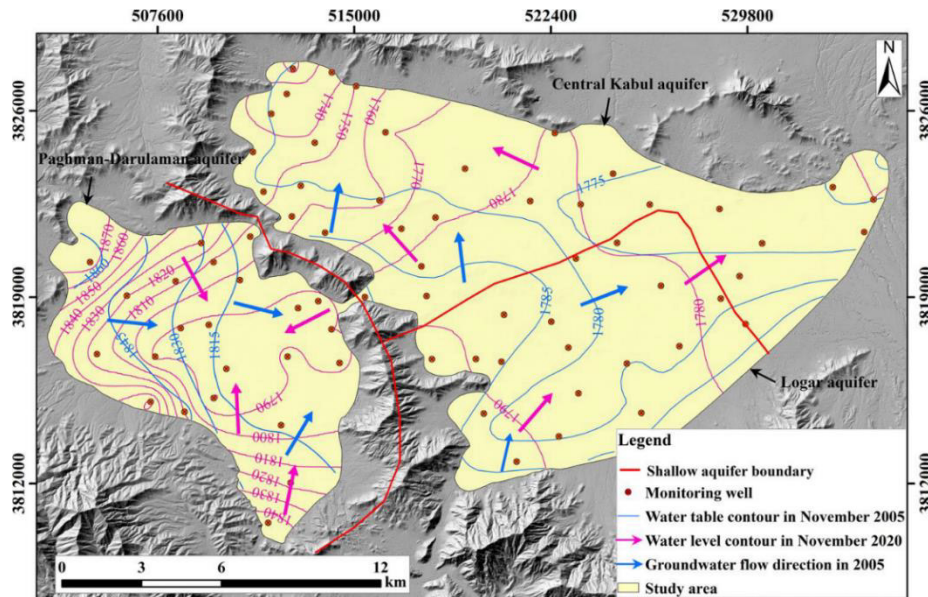 507600 515000 522400 529800
3826000 3826000
3819000 3819000
3812000 3812000
N
Central Kabul aquifer
Paghman-Darulaman aquifer
Logar aquifer
1740
1750
1760
1770
1780
1775
1785
1780
1780
1790
1870
1860
1860
1850
1840
1830
1820
1810
1815
1790
1800
1810
1820
1830
1840
Legend
Shallow aquifer boundary
Monitoring well
Water table contour in November 2005
Water level contour in November 2020
Groundwater flow direction in 2005
Study area
0 3 6 12
km